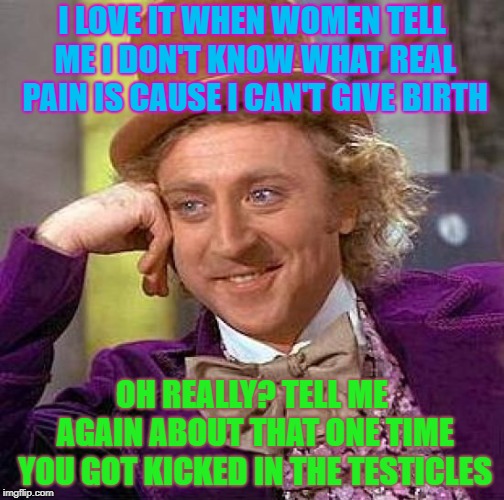 I LOVE IT WHEN WOMEN TELL
ME I DON'T KNOW WHAT REAL
PAIN IS CAUSE I CAN'T GIVE BIRTH
OH REALLY? TELL ME
AGAIN ABOUT THAT ONE TIME
YOU GOT KICKED IN THE TESTICLES
imgflip.com